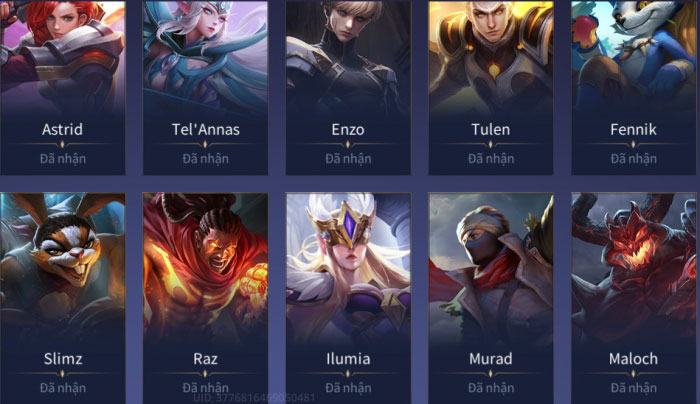 Astrid
Tel'Annas
Enzo
Tulen
Fennik
Đã nhận
Đã nhận
Đã nhận
Đã nhận
Đã nhận
Slimz
Raz
Ilumia
Murad
Maloch
Đã nhận
Đã nhận
Đã nhận
Đã nhận
Đã nhận
UID: 3776816469050481